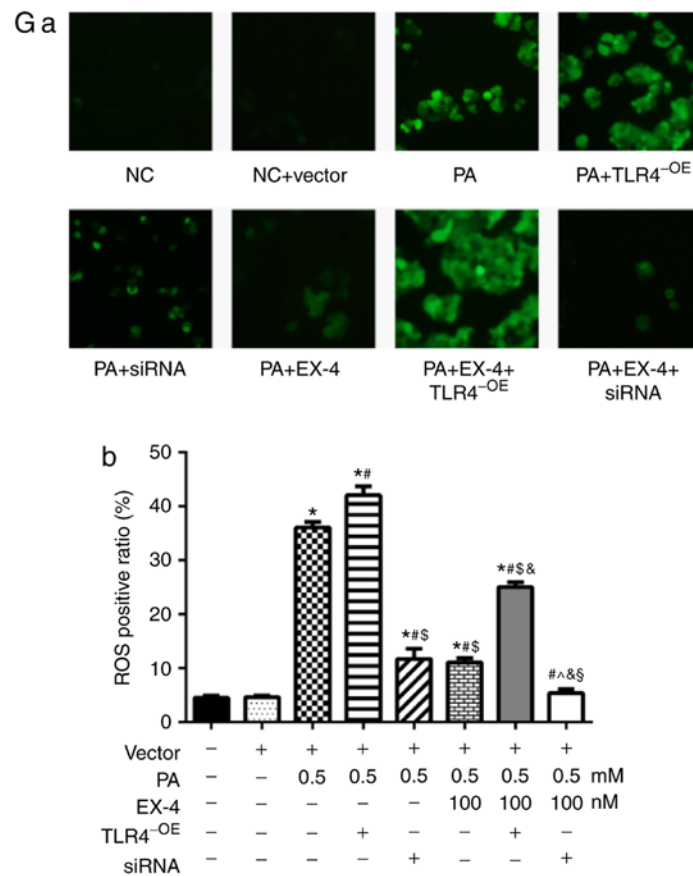 G a
NC NC+vector PA PA+TLR4⁻ᴼᴱ
PA+siRNA PA+EX-4 PA+EX-4+ TLR4⁻ᴼᴱ PA+EX-4+ siRNA
b
ROS positive ratio (%)
50
40
30
20
10
0
* *# *#$ *#$ *#$& #^&§
Vector − + + + + + + +
PA − − 0.5 0.5 0.5 0.5 0.5 0.5 mM
EX-4 − − − − − 100 100 100 nM
TLR4⁻ᴼᴱ − − − + − − + −
siRNA − − − − + − − +